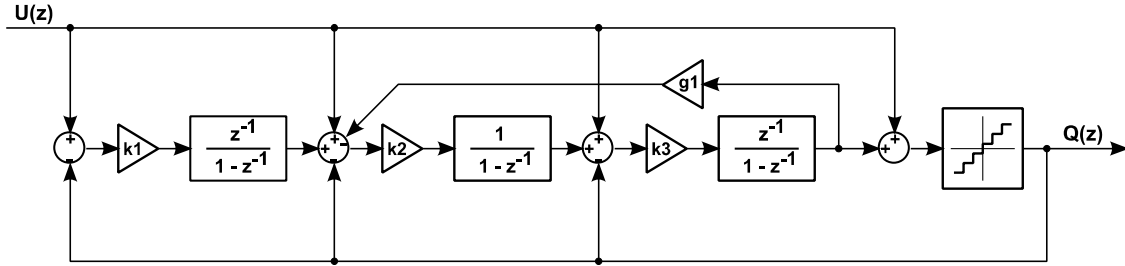 U(z)
g1
+
-
k1
z⁻¹
1 - z⁻¹
+
+
-
-
k2
1
1 - z⁻¹
+
+
-
k3
z⁻¹
1 - z⁻¹
+
+
Q(z)